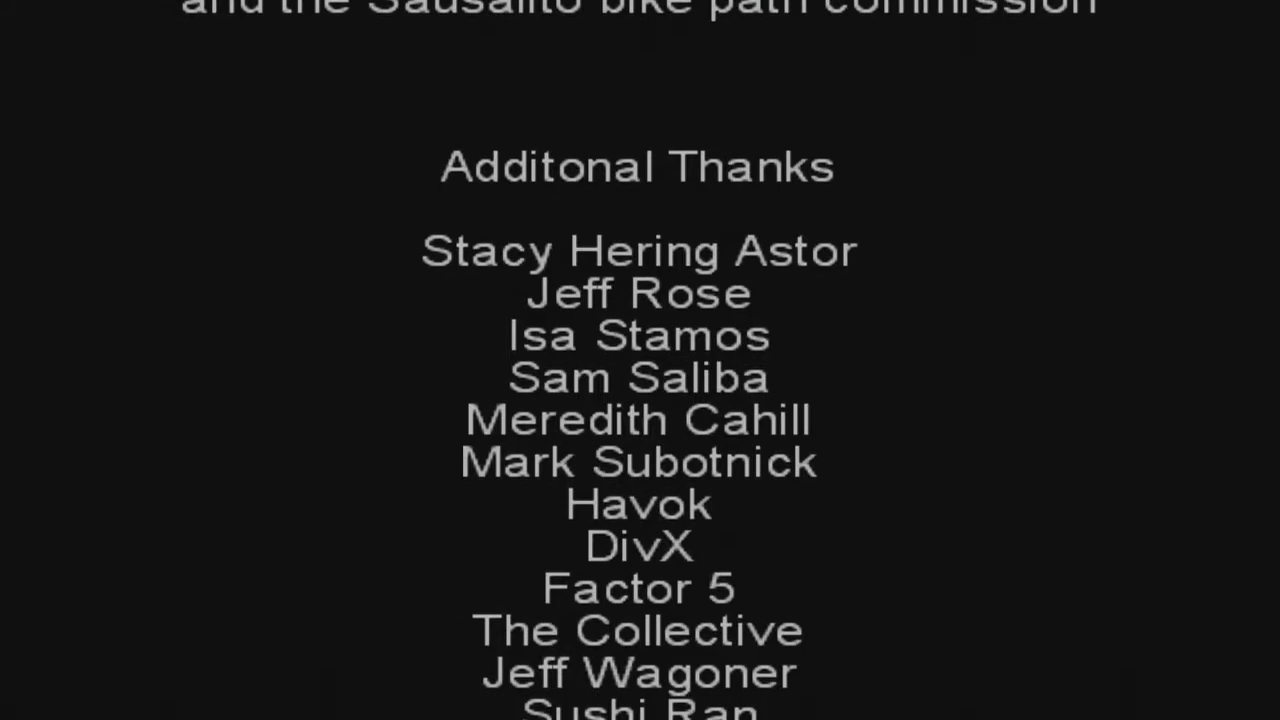 and the Sausalito bike path commission
Additonal Thanks
Stacy Hering Astor
Jeff Rose
Isa Stamos
Sam Saliba
Meredith Cahill
Mark Subotnick
Havok
DivX
Factor 5
The Collective
Jeff Wagoner
Sushi Ran